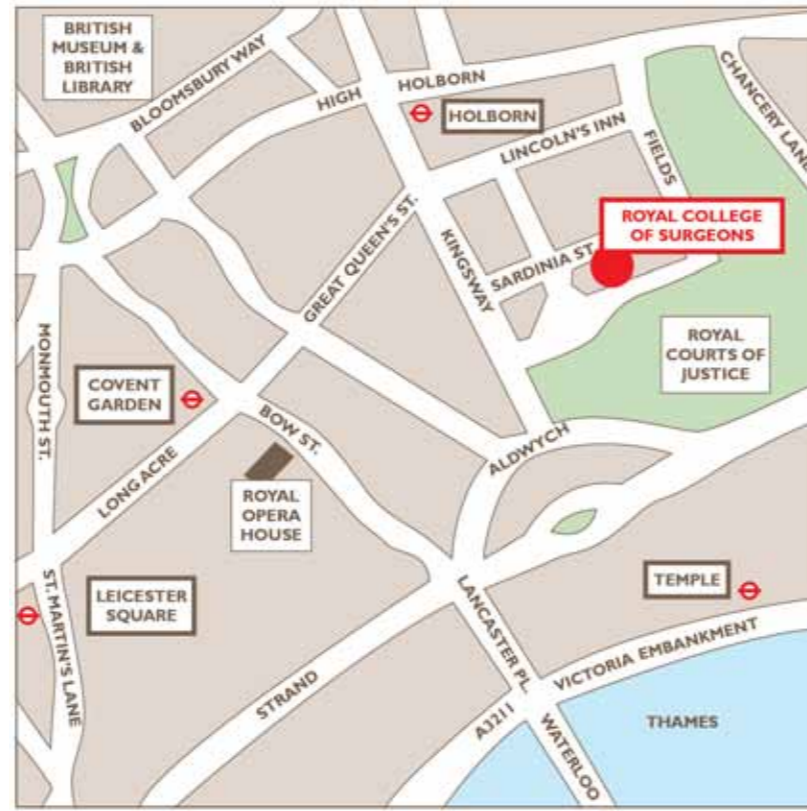 BRITISH
MUSEUM &
BRITISH
LIBRARY
BLOOMSBURY WAY
HIGH HOLBORN
HOLBORN
CHANCERY LANE
LINCOLN'S INN
FIELDS
ROYAL COLLEGE
OF SURGEONS
SARDINIA ST.
KINGSWAY
GREAT QUEEN'S ST.
ROYAL
COURTS OF
JUSTICE
MONMOUTH ST.
COVENT
GARDEN
BOW ST.
LONG ACRE
ALDWYCH
ROYAL
OPERA
HOUSE
LEICESTER
SQUARE
ST. MARTIN'S LANE
TEMPLE
LANCASTER PL.
VICTORIA EMBANKMENT
STRAND
A3211
WATERLOO
THAMES